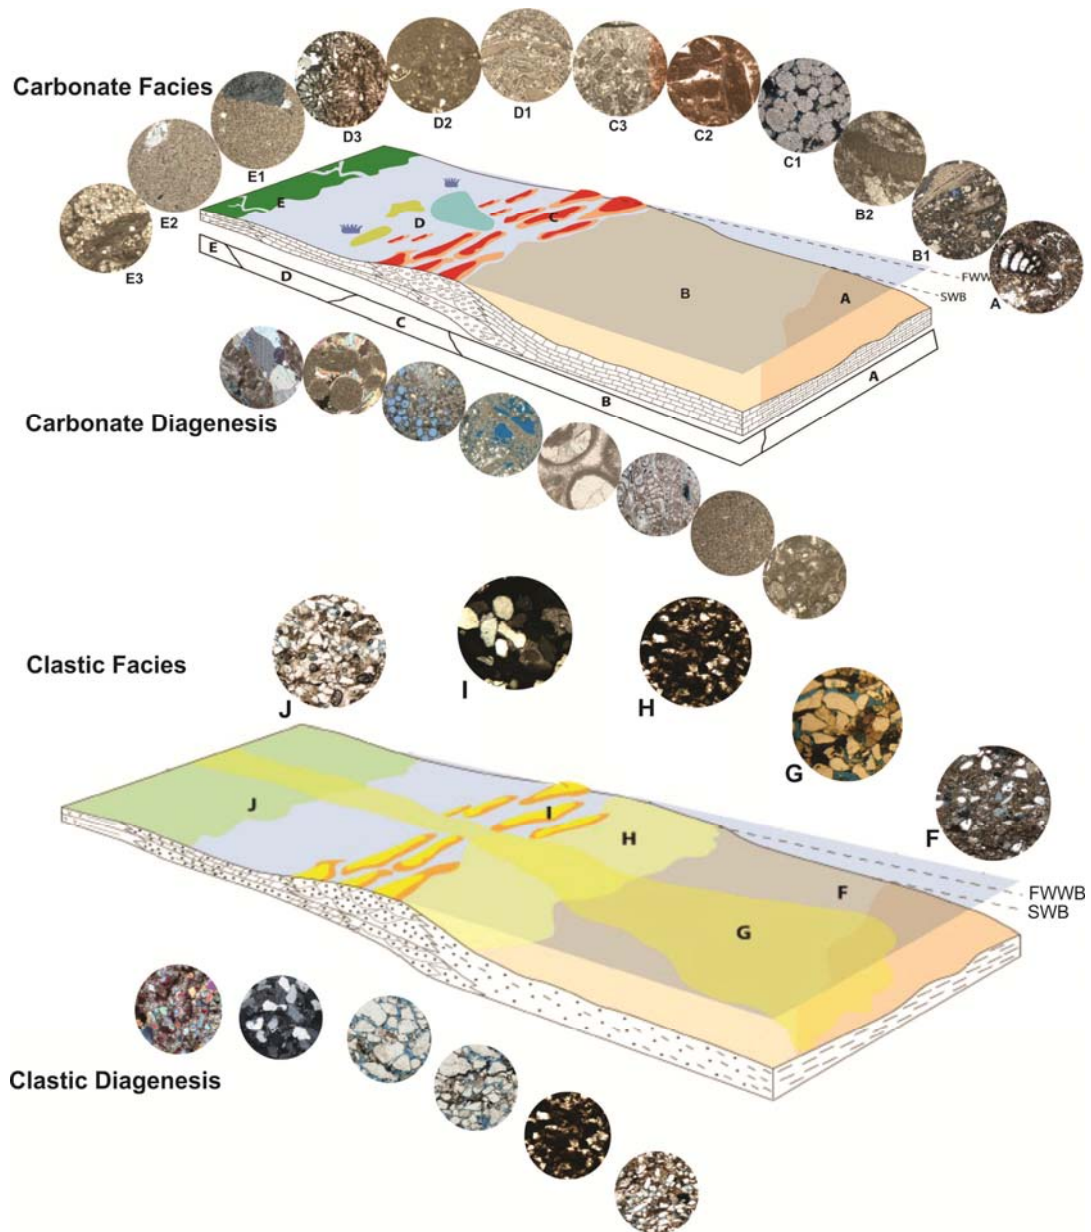 Carbonate Facies
D3
D2
D1
C3
C2
C1
B2
B1
A
E1
E2
E3
E
D
C
B
A
FWW
SWB
E
D
C
B
A
Carbonate Diagenesis
Clastic Facies
J
I
H
G
F
J
I
H
F
G
FWWB
SWB
Clastic Diagenesis